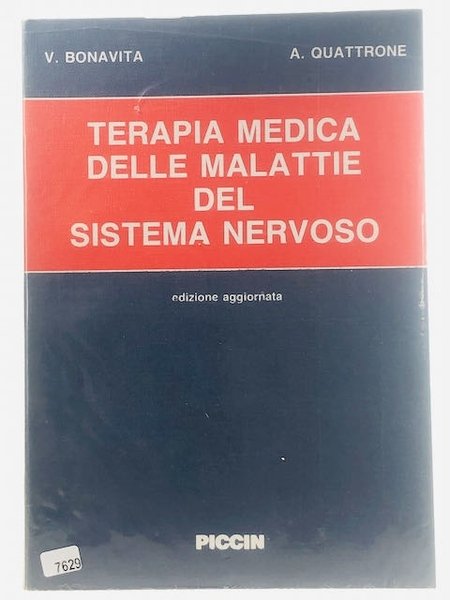 V. BONAVITA A. QUATTRONE
TERAPIA MEDICA
DELLE MALATTIE
DEL
SISTEMA NERVOSO
edizione aggiornata
PICCIN
7629